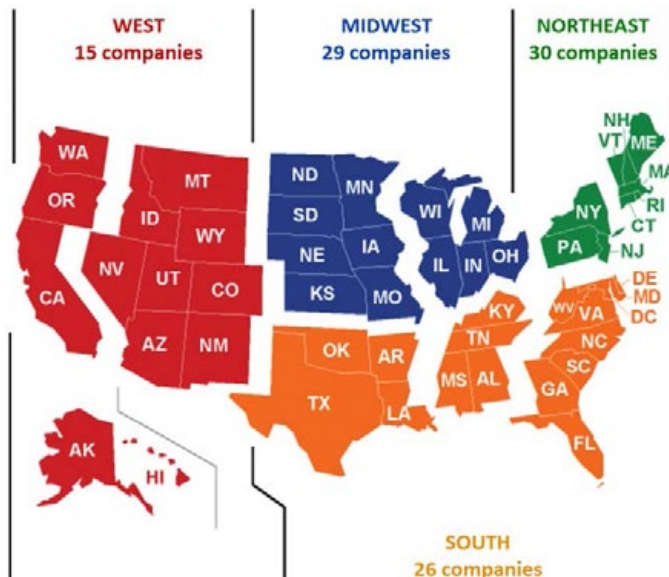 WEST
15 companies
MIDWEST
29 companies
NORTHEAST
30 companies
WA
OR
CA
MT
ID
WY
NV
UT
CO
AZ
NM
AK
HI
ND
MN
SD
WI
MI
NE
IA
IL
IN
OH
KS
MO
NH
VT
ME
MA
RI
CT
NY
PA
NJ
OK
AR
TX
LA
KY
TN
MS
AL
WV
VA
DE
MD
DC
NC
SC
GA
FL
SOUTH
26 companies